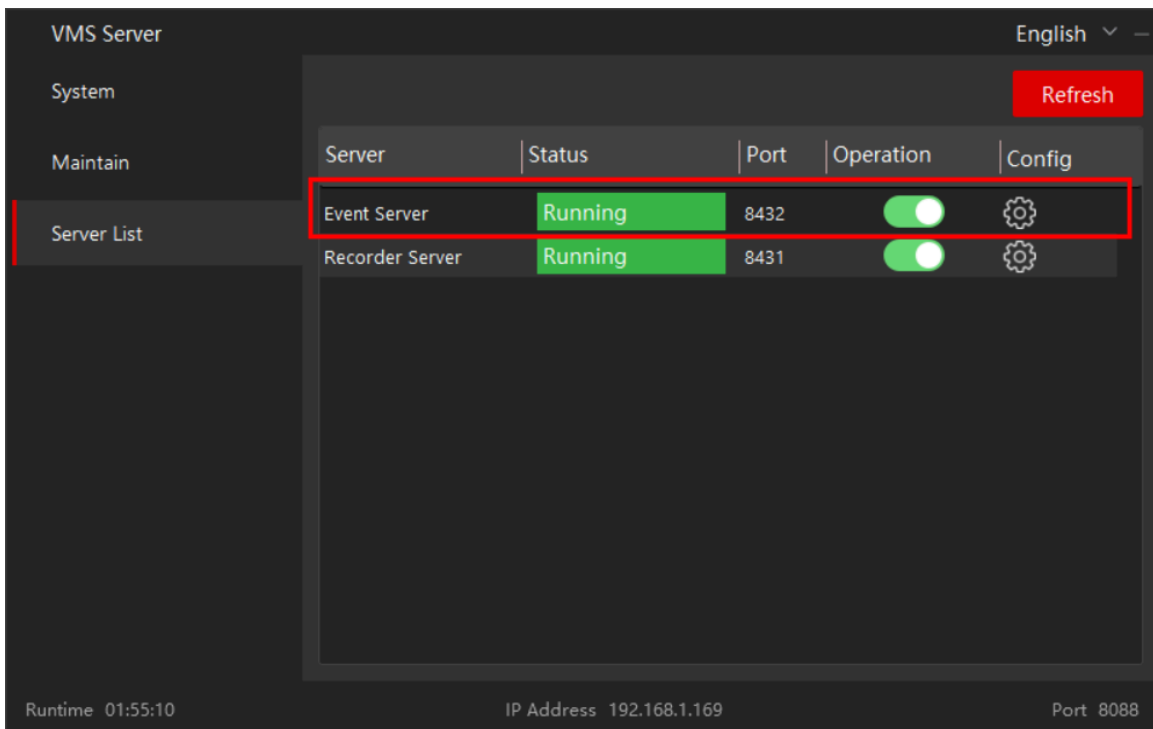 VMS Server English
System
Refresh
Server Status Port Operation Config
Maintain
Event Server Running 8432
Server List
Recorder Server Running 8431
Runtime 01:55:10 IP Address 192.168.1.169 Port 8088